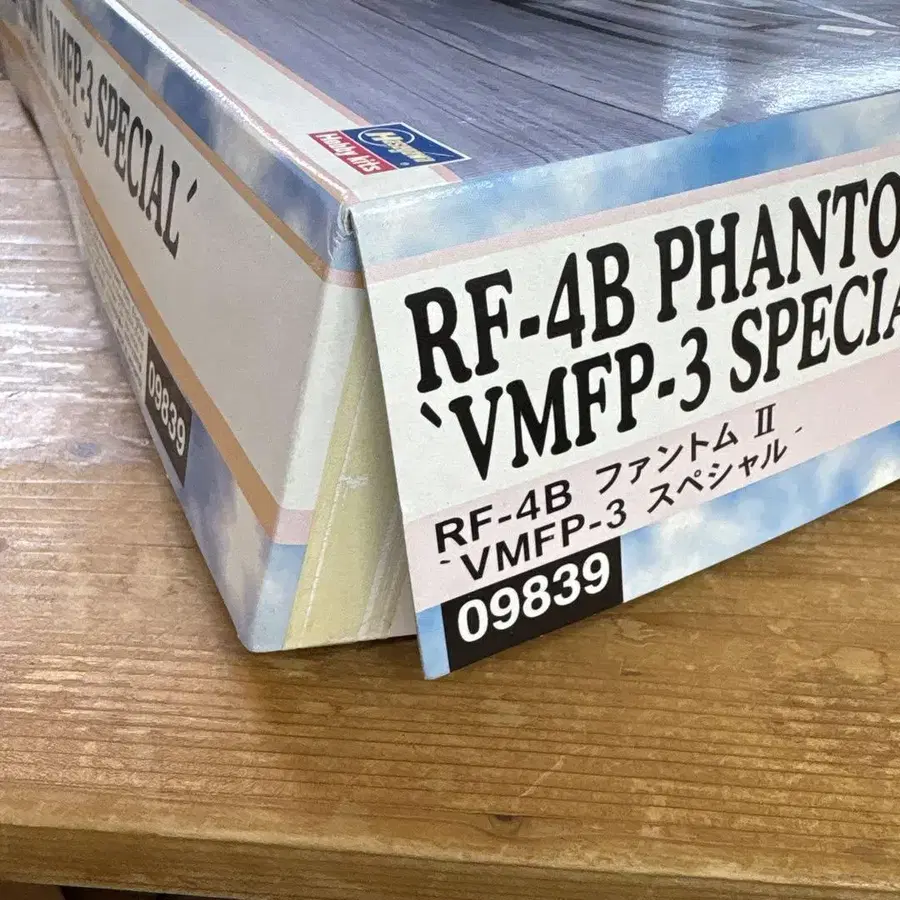 VMFP-3 SPECIAL´
09839
Hasegawa
Hobby kits
RF-4B PHANTO
`VMFP-3 SPECIA
RF-4B ファントム II
`VMFP-3 スペシャル´
09839